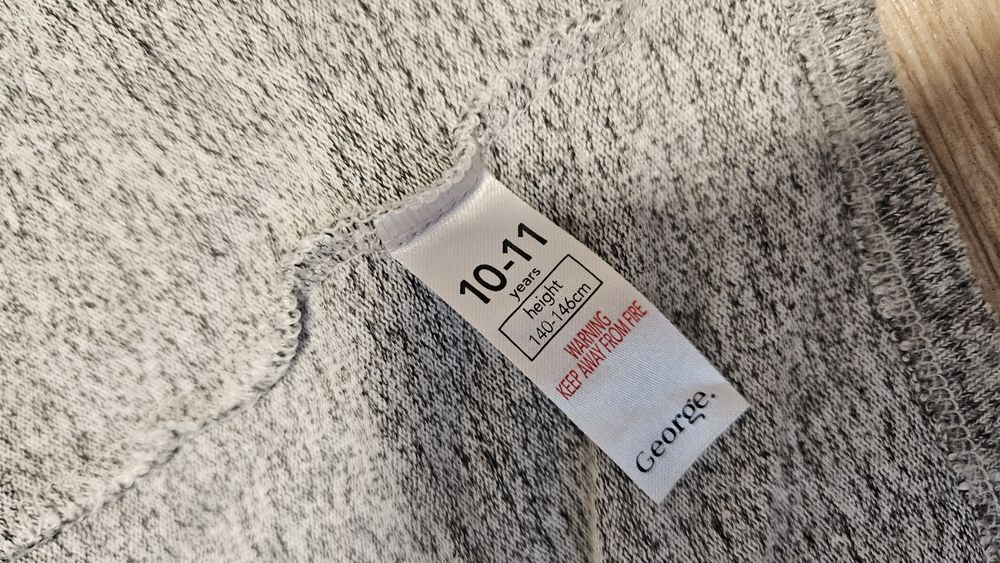 10-11
years
height
140-146cm
WARNING
KEEP AWAY FROM FIRE
George.